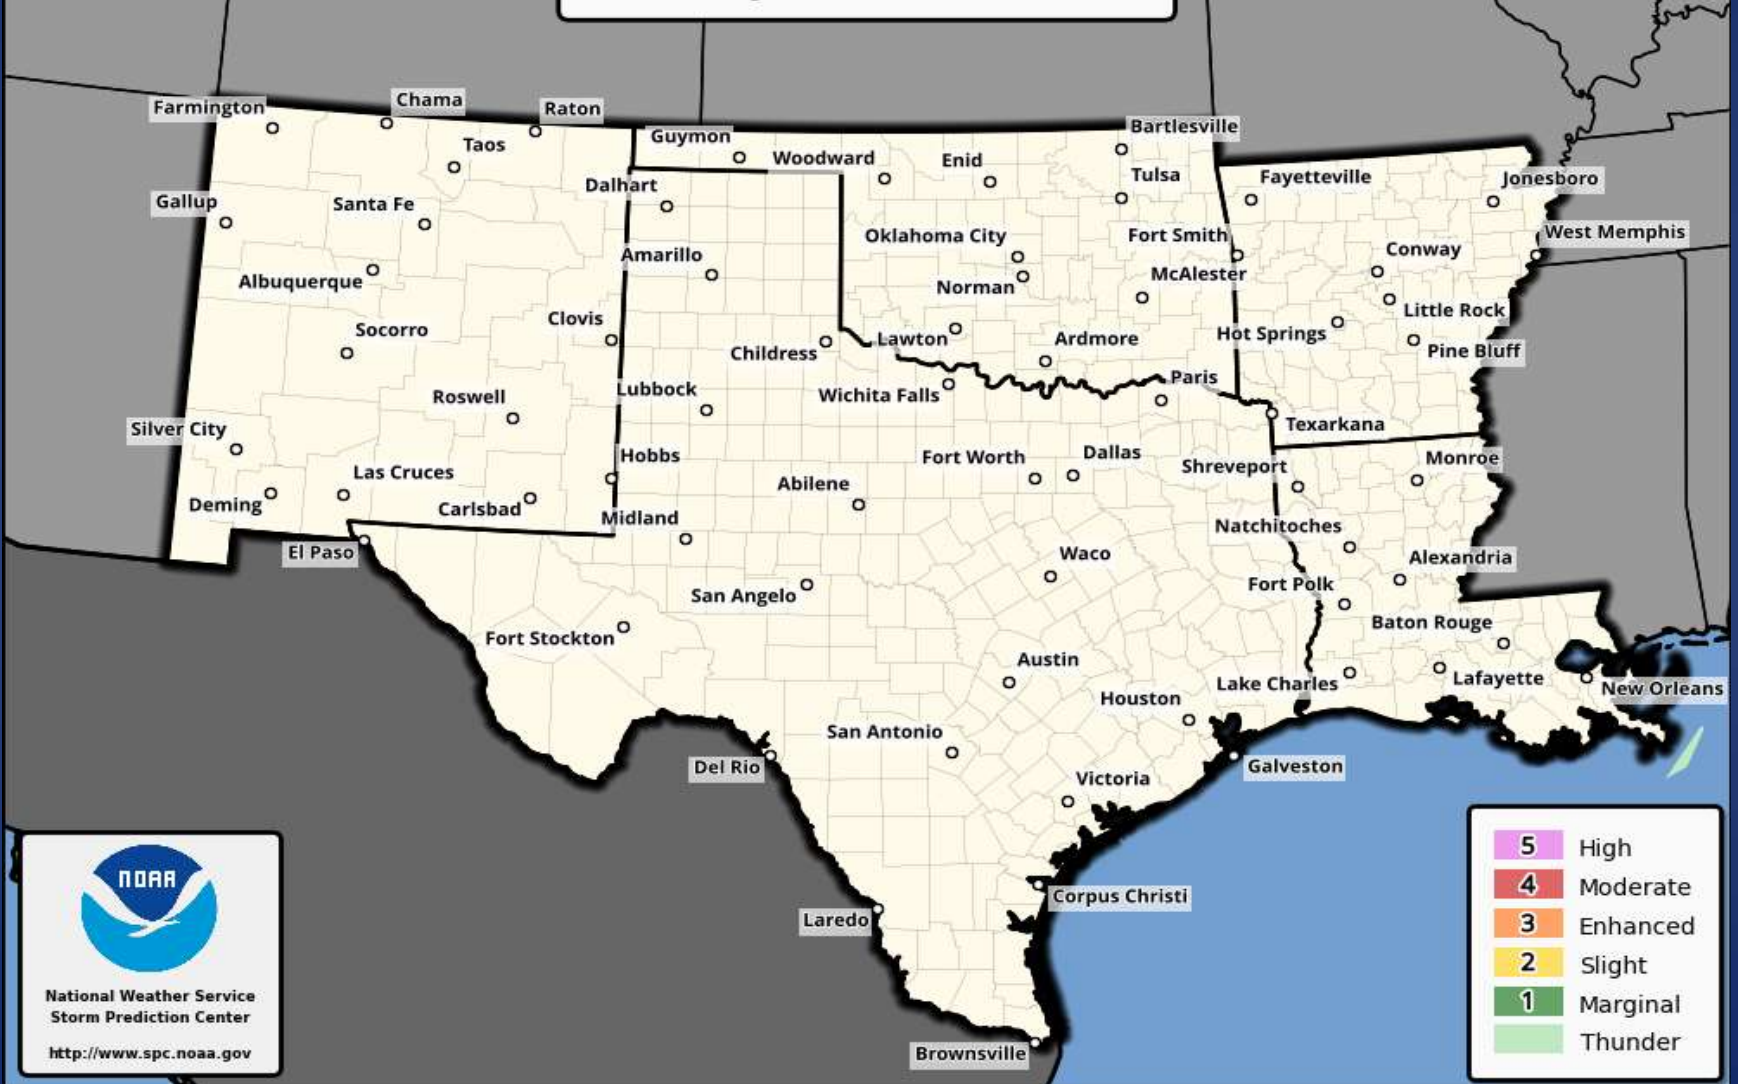 Farmington
Chama
Raton
Taos
Guymon
Woodward
Enid
Bartlesville
Tulsa
Fayetteville
Jonesboro
Gallup
Santa Fe
Dalhart
Oklahoma City
Fort Smith
Conway
West Memphis
Albuquerque
Amarillo
Norman
McAlester
Little Rock
Socorro
Clovis
Childress
Lawton
Ardmore
Hot Springs
Pine Bluff
Roswell
Lubbock
Wichita Falls
Paris
Texarkana
Silver City
Las Cruces
Hobbs
Fort Worth
Dallas
Shreveport
Monroe
Deming
Carlsbad
Midland
Abilene
Natchitoches
El Paso
San Angelo
Waco
Fort Polk
Alexandria
Fort Stockton
Austin
Baton Rouge
Houston
Lake Charles
Lafayette
New Orleans
San Antonio
Del Rio
Victoria
Galveston
Laredo
Corpus Christi
Brownsville
NOAA
National Weather Service
Storm Prediction Center
http://www.spc.noaa.gov
5 High
4 Moderate
3 Enhanced
2 Slight
1 Marginal
Thunder